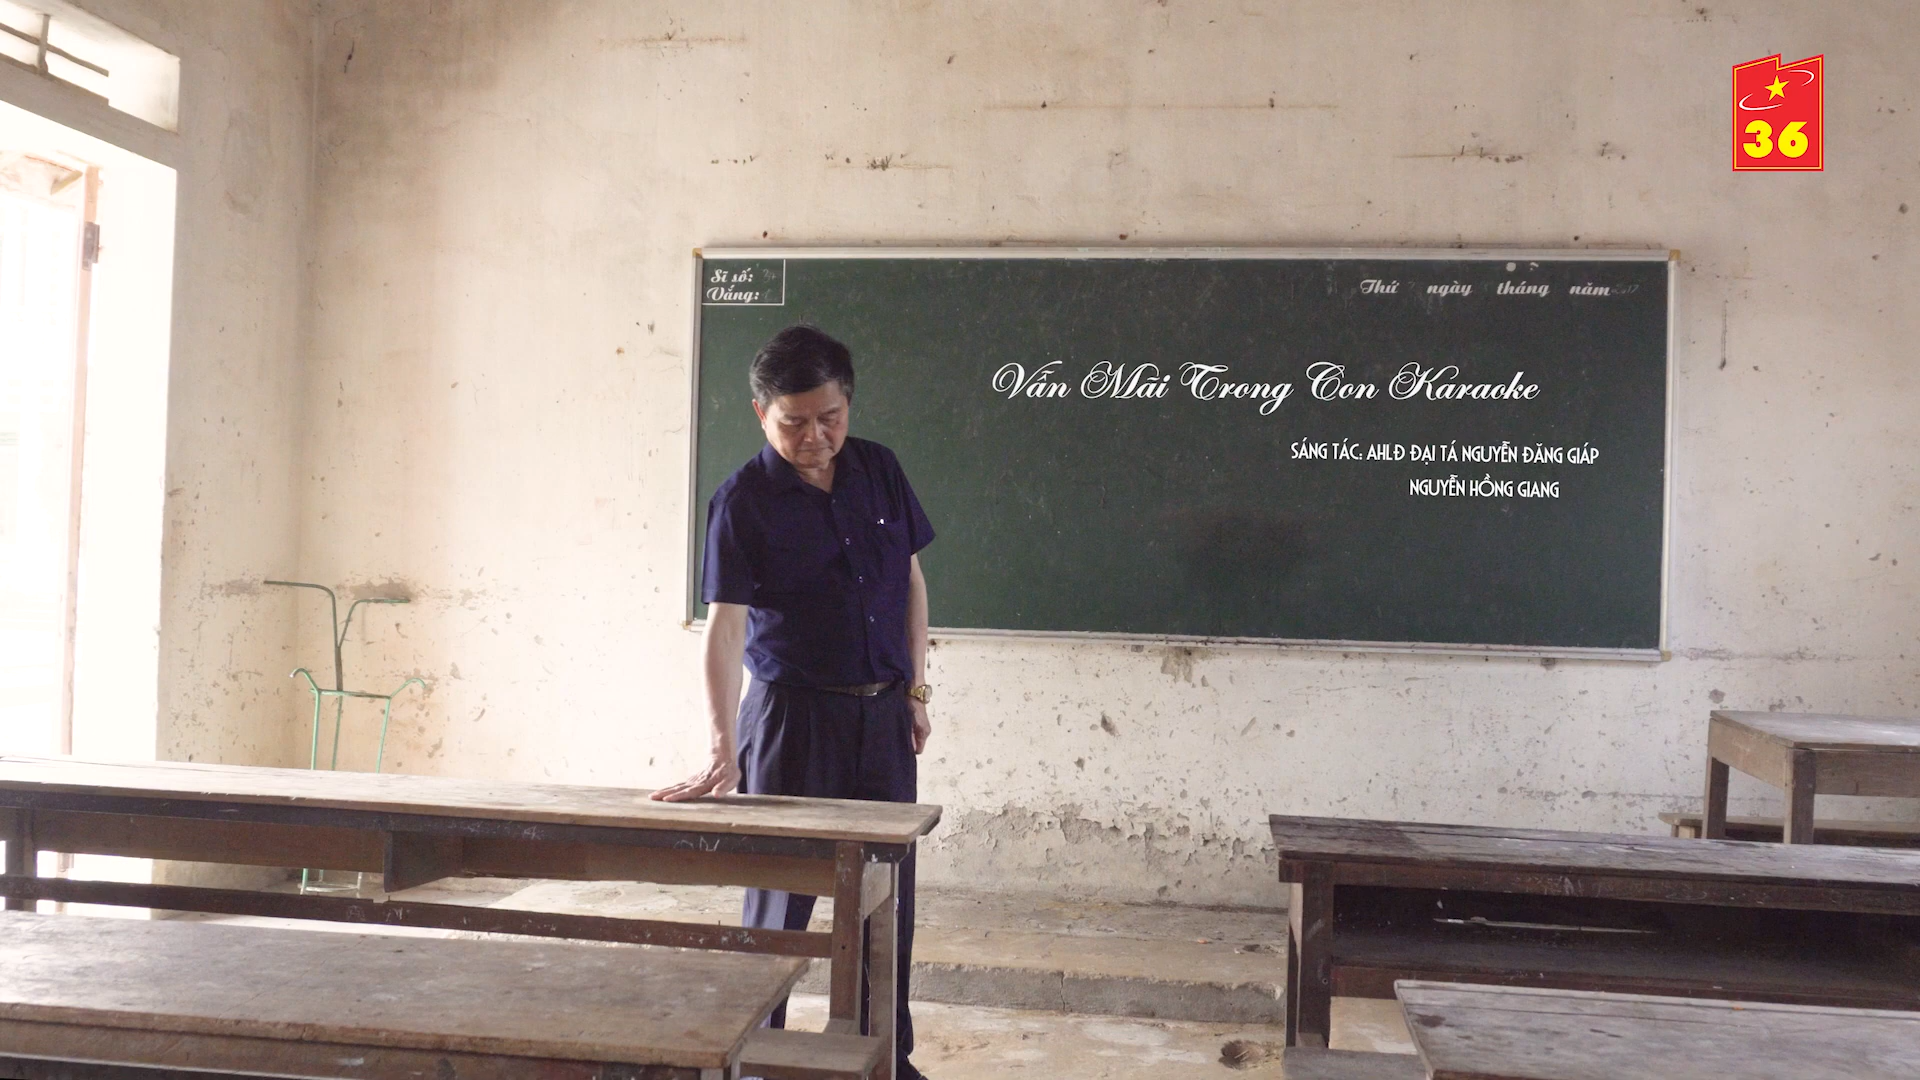 36
Sĩ số:
Vắng:
Thứ ngày tháng năm
Vẫn Mãi Trong Con Karaoke
SÁNG TÁC: AHLĐ ĐẠI TÁ NGUYỄN ĐĂNG GIÁP
NGUYỄN HỒNG GIANG